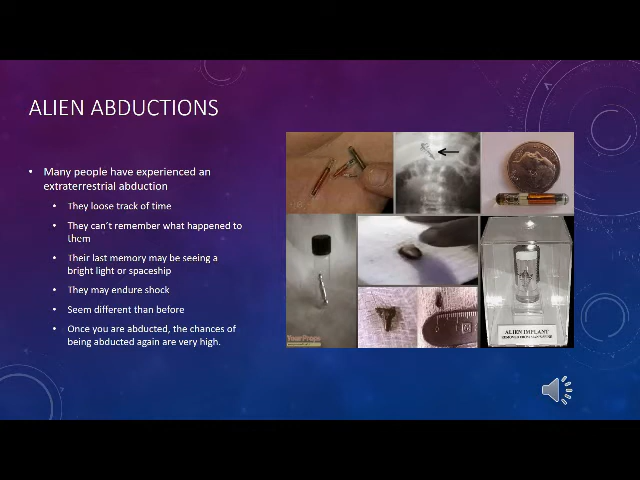 ALIEN ABDUCTIONS
• Many people have experienced an
extraterrestrial abduction
• They loose track of time
• They can't remember what happened to
them
• Their last memory may be seeing a
bright light or spaceship
• They may endure shock
• Seem different than before
• Once you are abducted, the chances of
being abducted again are very high.
YourProps
ALIEN IMPLANT